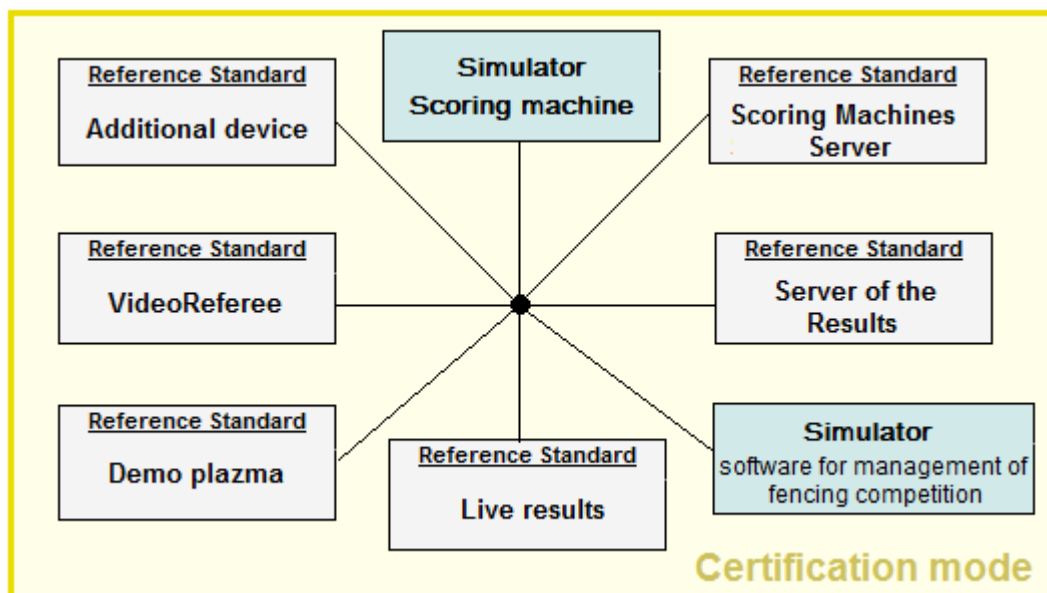 Reference Standard
Additional device
Simulator
Scoring machine
Reference Standard
Scoring Machines
Server
Reference Standard
VideoReferee
Reference Standard
Server of the
Results
Reference Standard
Demo plazma
Reference Standard
Live results
Simulator
software for management of
fencing competition
Certification mode